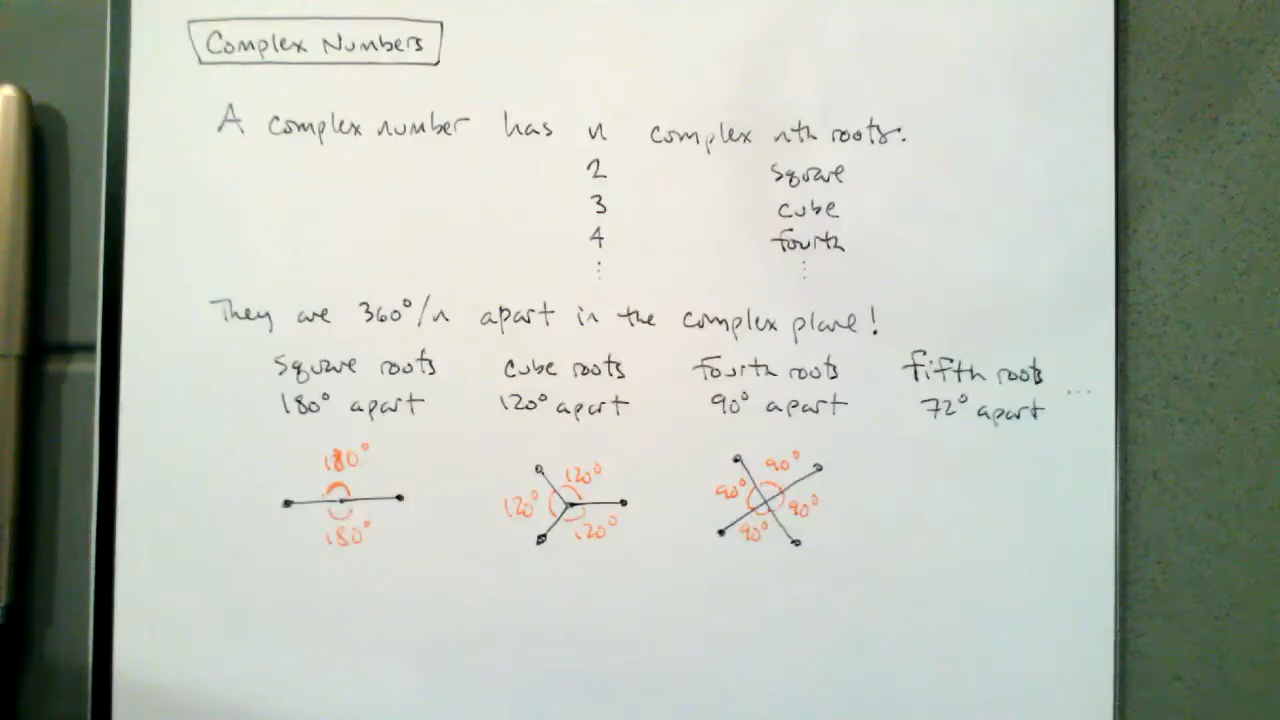 Complex Numbers
A complex number has n complex nth roots.
2 square
3 cube
4 fourth
⋮ ⋮
They are 360°/n apart in the complex plane!
square roots cube roots fourth roots fifth roots ...
180° apart 120° apart 90° apart 72° apart
180° 120° 120° 90° 90°
180° 120° 90° 90°